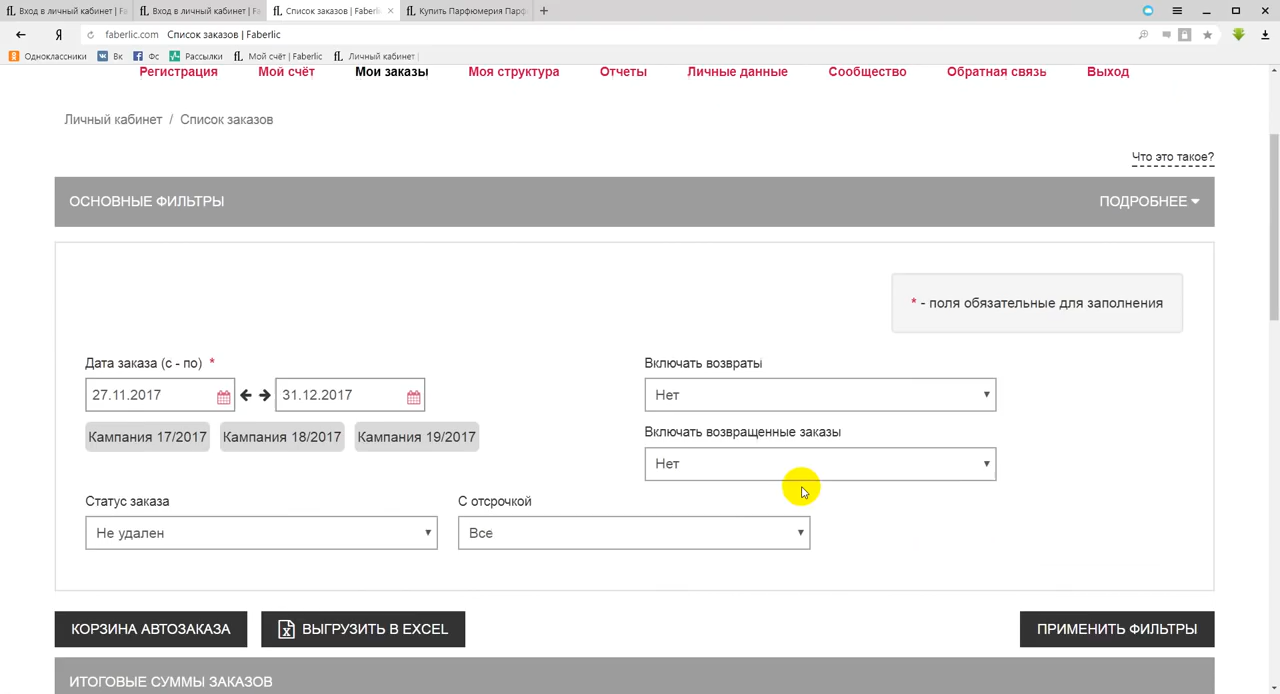 Вход в личный кабинет | Fa
Вход в личный кабинет | Fa
Список заказов | Faberlic
Купить Парфюмерия Парф
faberlic.com Список заказов | Faberlic
Одноклассники Вк Фс Рассылки Мой счёт | Faberlic Личный кабинет
Регистрация Мой счёт Мои заказы Моя структура Отчеты Личные данные Сообщество Обратная связь Выход
Личный кабинет / Список заказов
Что это такое?
ОСНОВНЫЕ ФИЛЬТРЫ ПОДРОБНЕЕ
* - поля обязательные для заполнения
Дата заказа (с - по) *
27.11.2017 31.12.2017
Кампания 17/2017 Кампания 18/2017 Кампания 19/2017
Включать возвраты
Нет
Включать возвращенные заказы
Нет
Статус заказа
Не удален
С отсрочкой
Все
КОРЗИНА АВТОЗАКАЗА ВЫГРУЗИТЬ В EXCEL ПРИМЕНИТЬ ФИЛЬТРЫ
ИТОГОВЫЕ СУММЫ ЗАКАЗОВ